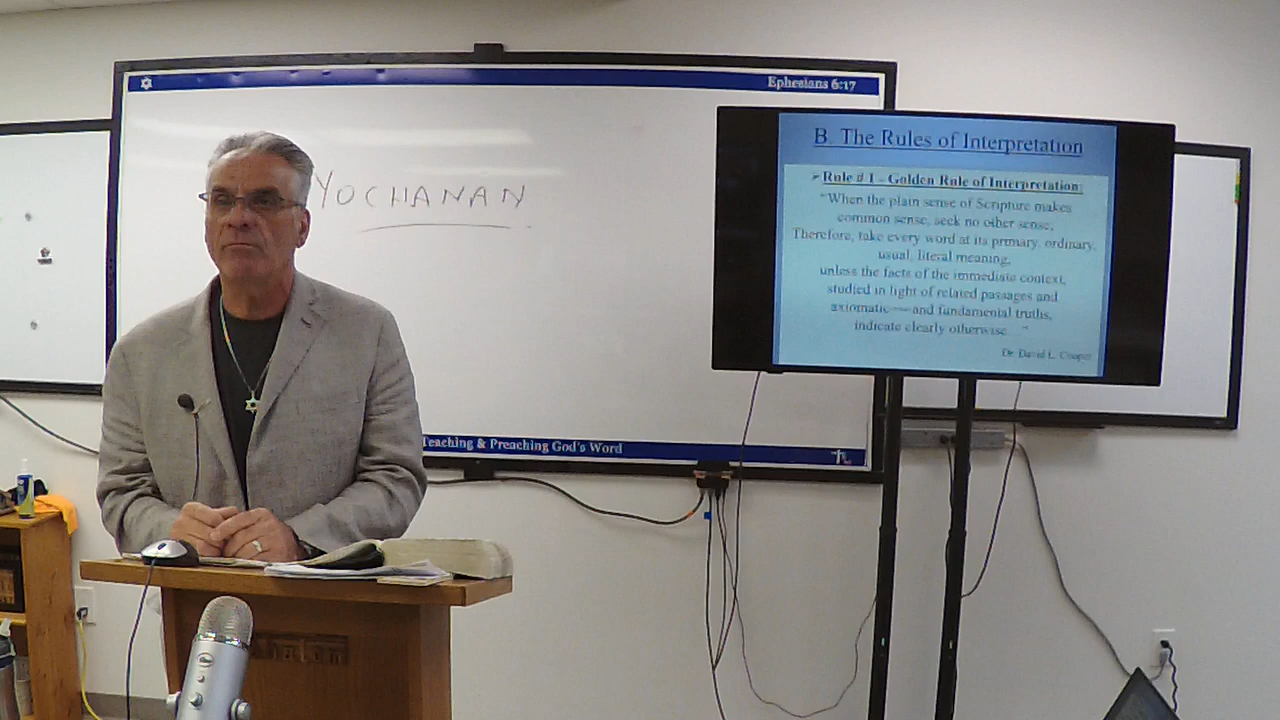 Ephesians 6:17
YOCHANAN
B. The Rules of Interpretation
➢Rule # 1 - Golden Rule of Interpretation:
"When the plain sense of Scripture makes
common sense, seek no other sense;
Therefore, take every word at its primary, ordinary,
usual, literal meaning,
unless the facts of the immediate context,
studied in light of related passages and
axiomatic and fundamental truths,
indicate clearly otherwise."
Dr. David L. Cooper
Teaching & Preaching God's Word